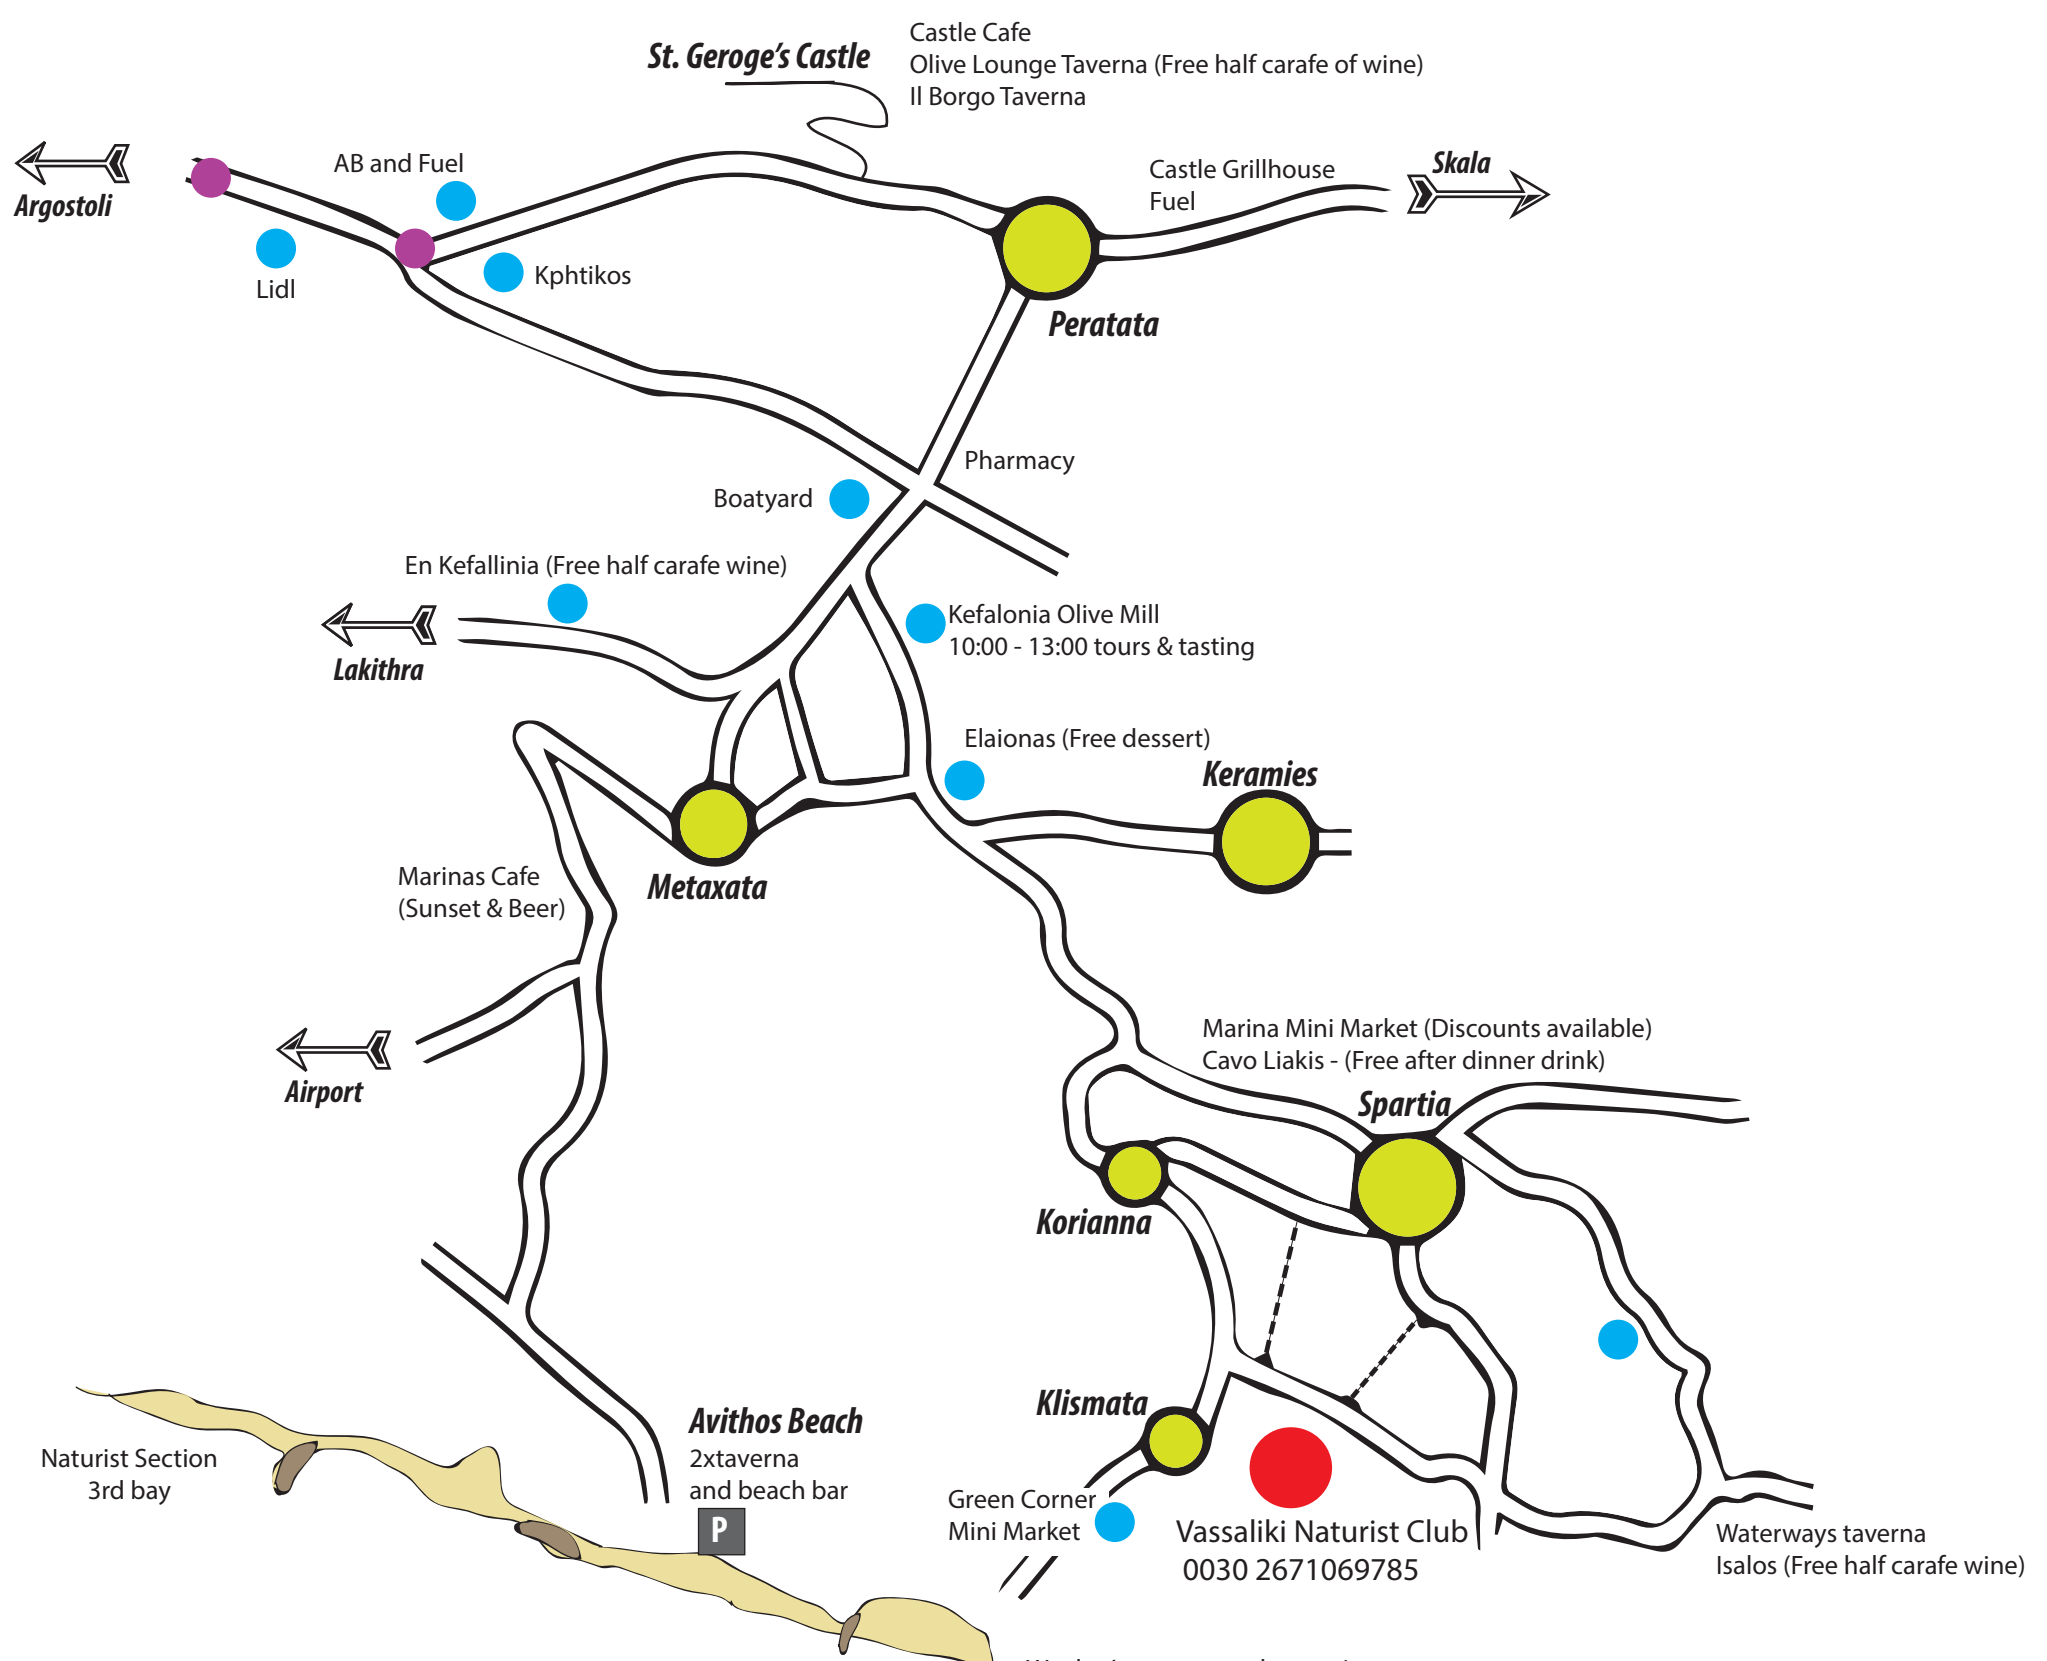 St. Geroge's Castle
Castle Cafe
Olive Lounge Taverna (Free half carafe of wine)
Il Borgo Taverna
Argostoli
AB and Fuel
Lidl
Kphtikos
Castle Grillhouse
Fuel
Skala
Peratata
Pharmacy
Boatyard
En Kefallinia (Free half carafe wine)
Lakithra
Kefalonia Olive Mill
10:00 - 13:00 tours & tasting
Elaionas (Free dessert)
Keramies
Metaxata
Marinas Cafe
(Sunset & Beer)
Airport
Marina Mini Market (Discounts available)
Cavo Liakis - (Free after dinner drink)
Spartia
Korianna
Klismata
Avithos Beach
2xtaverna
and beach bar
P
Naturist Section
3rd bay
Green Corner
Mini Market
Vassaliki Naturist Club
0030 2671069785
Waterways taverna
Isalos (Free half carafe wine)